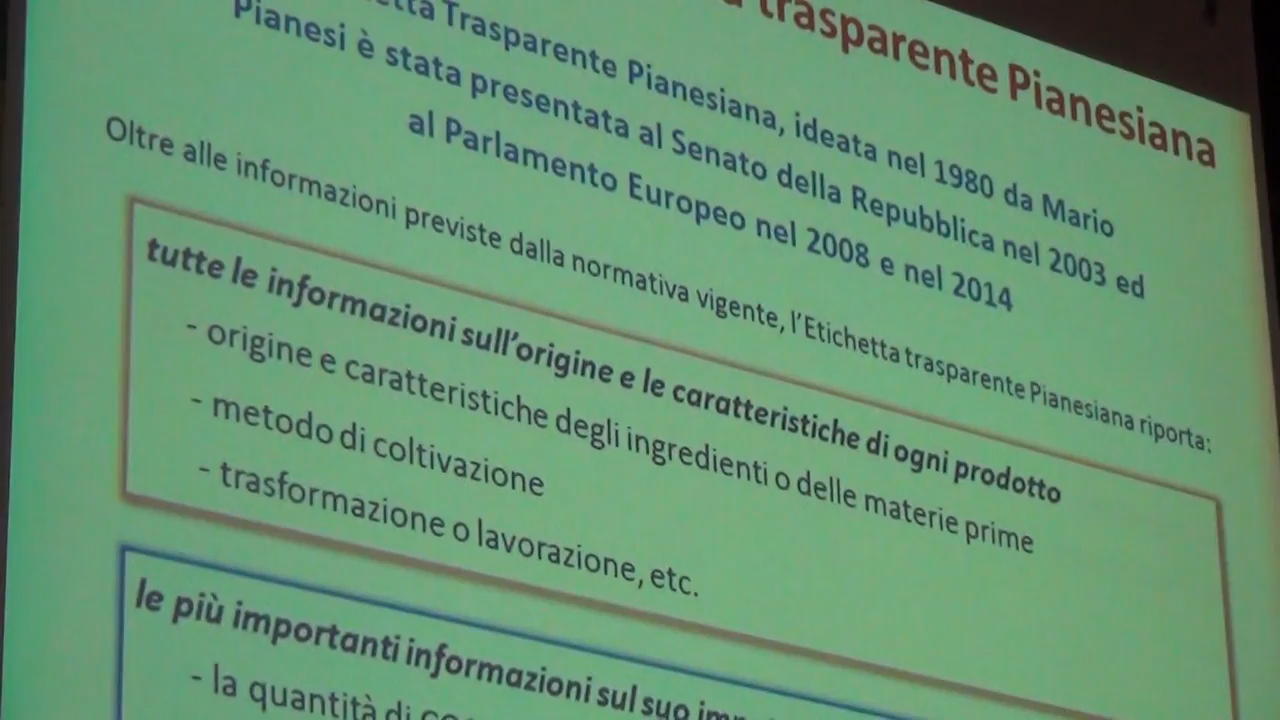 trasparente Pianesiana
Trasparente Pianesiana, ideata nel 1980 da Mario
Pianesi è stata presentata al Senato della Repubblica nel 2003 ed
al Parlamento Europeo nel 2008 e nel 2014
Oltre alle informazioni previste dalla normativa vigente, l'Etichetta trasparente Pianesiana riporta:
tutte le informazioni sull'origine e le caratteristiche di ogni prodotto
- origine e caratteristiche degli ingredienti o delle materie prime
- metodo di coltivazione
- trasformazione o lavorazione, etc.
le più importanti informazioni sul suo
- la quantità di